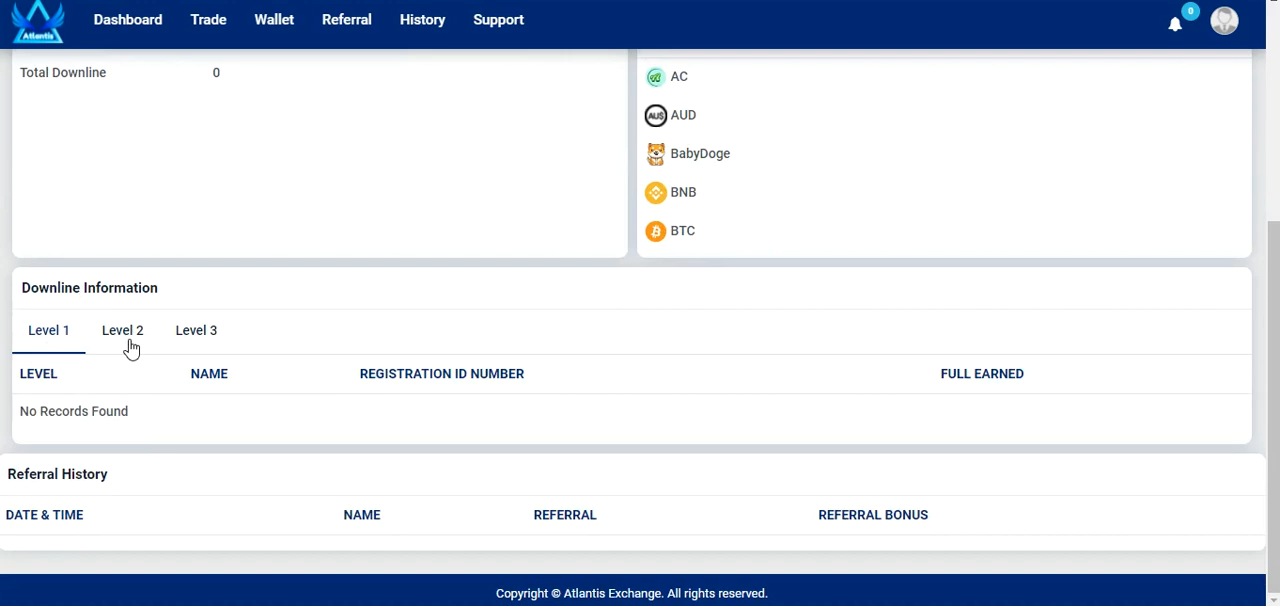 Atlantis
Dashboard Trade Wallet Referral History Support 0
Total Downline 0
AC
AU$ AUD
BabyDoge
BNB
BTC
Downline Information
Level 1 Level 2 Level 3
LEVEL NAME REGISTRATION ID NUMBER FULL EARNED
No Records Found
Referral History
DATE & TIME NAME REFERRAL REFERRAL BONUS
Copyright © Atlantis Exchange. All rights reserved.